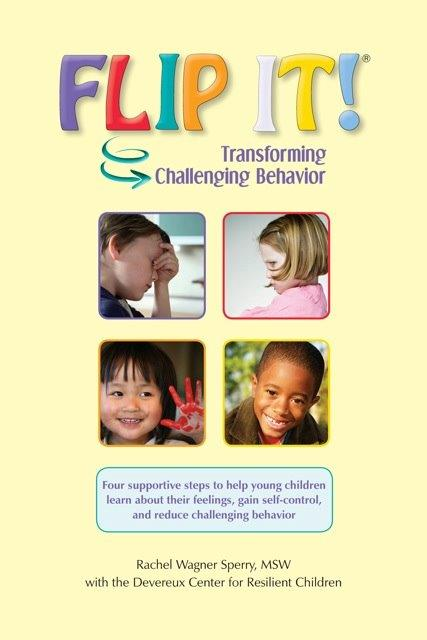 FLIP IT!®
Transforming
Challenging Behavior
Four supportive steps to help young children
learn about their feelings, gain self-control,
and reduce challenging behavior
Rachel Wagner Sperry, MSW
with the Devereux Center for Resilient Children